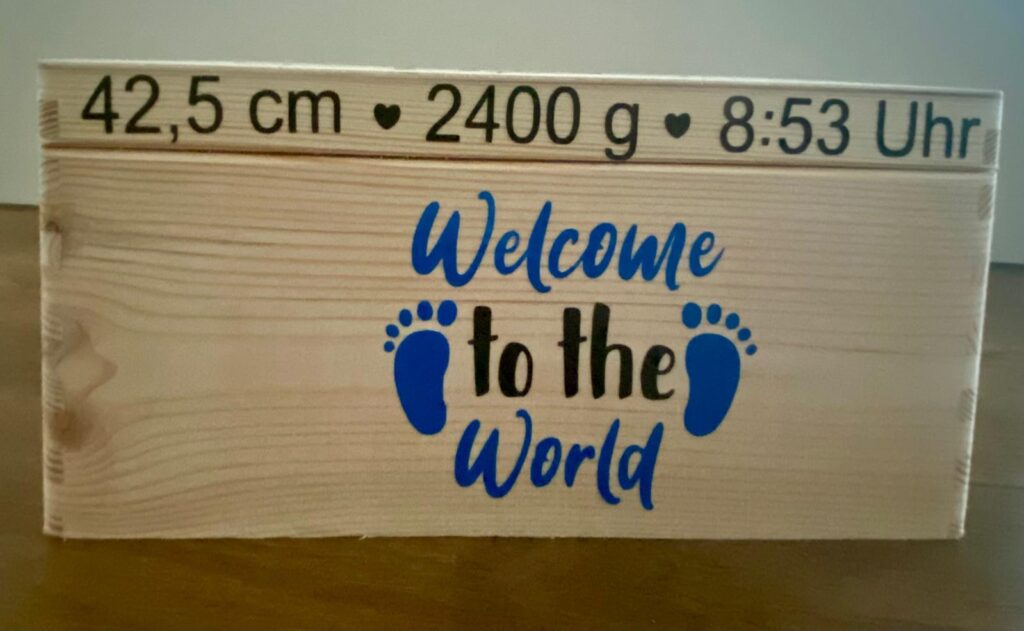 42,5 cm ♥ 2400 g ♥ 8:53 Uhr
Welcome
to the
World